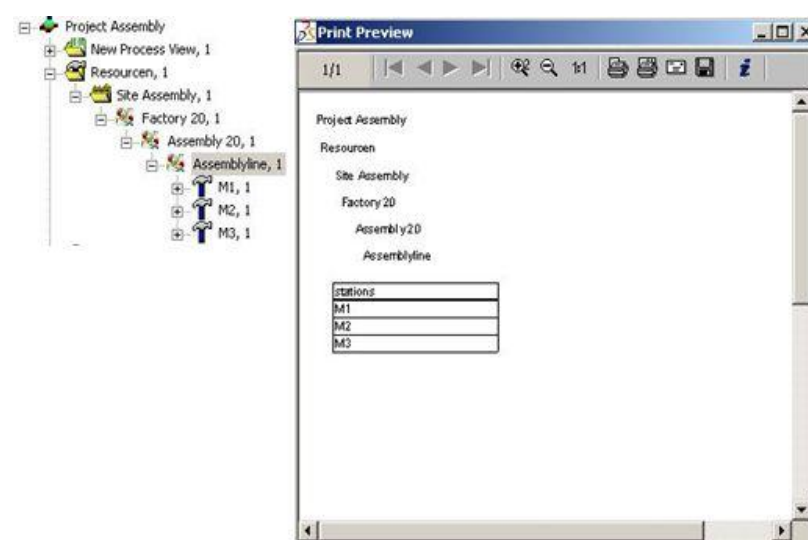 Project Assembly
New Process View, 1
Resourcen, 1
Site Assembly, 1
Factory 20, 1
Assembly 20, 1
Assemblyline, 1
M1, 1
M2, 1
M3, 1
Print Preview
1/1
1:1
i
Project Assembly
Resourcen
Site Assembly
Factory 20
Assembly20
Assemblyline
stations
M1
M2
M3